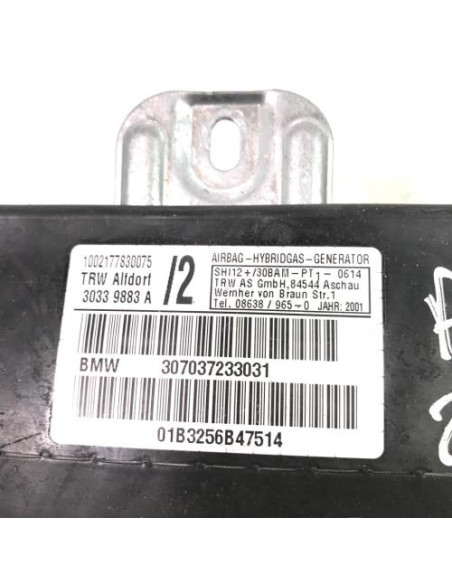 1002177830075
TRW Alfdorf
3033 9883 A
/2
AIRBAG-HYBRIDGAS-GENERATOR
SHI12+/30BAM-PT1- 0614
TRW AS GmbH,84544 Aschau
Wernher von Braun Str.1
Tel. 08638/965-0 JAHR: 2001
BMW 307037233031
01B3256B47514